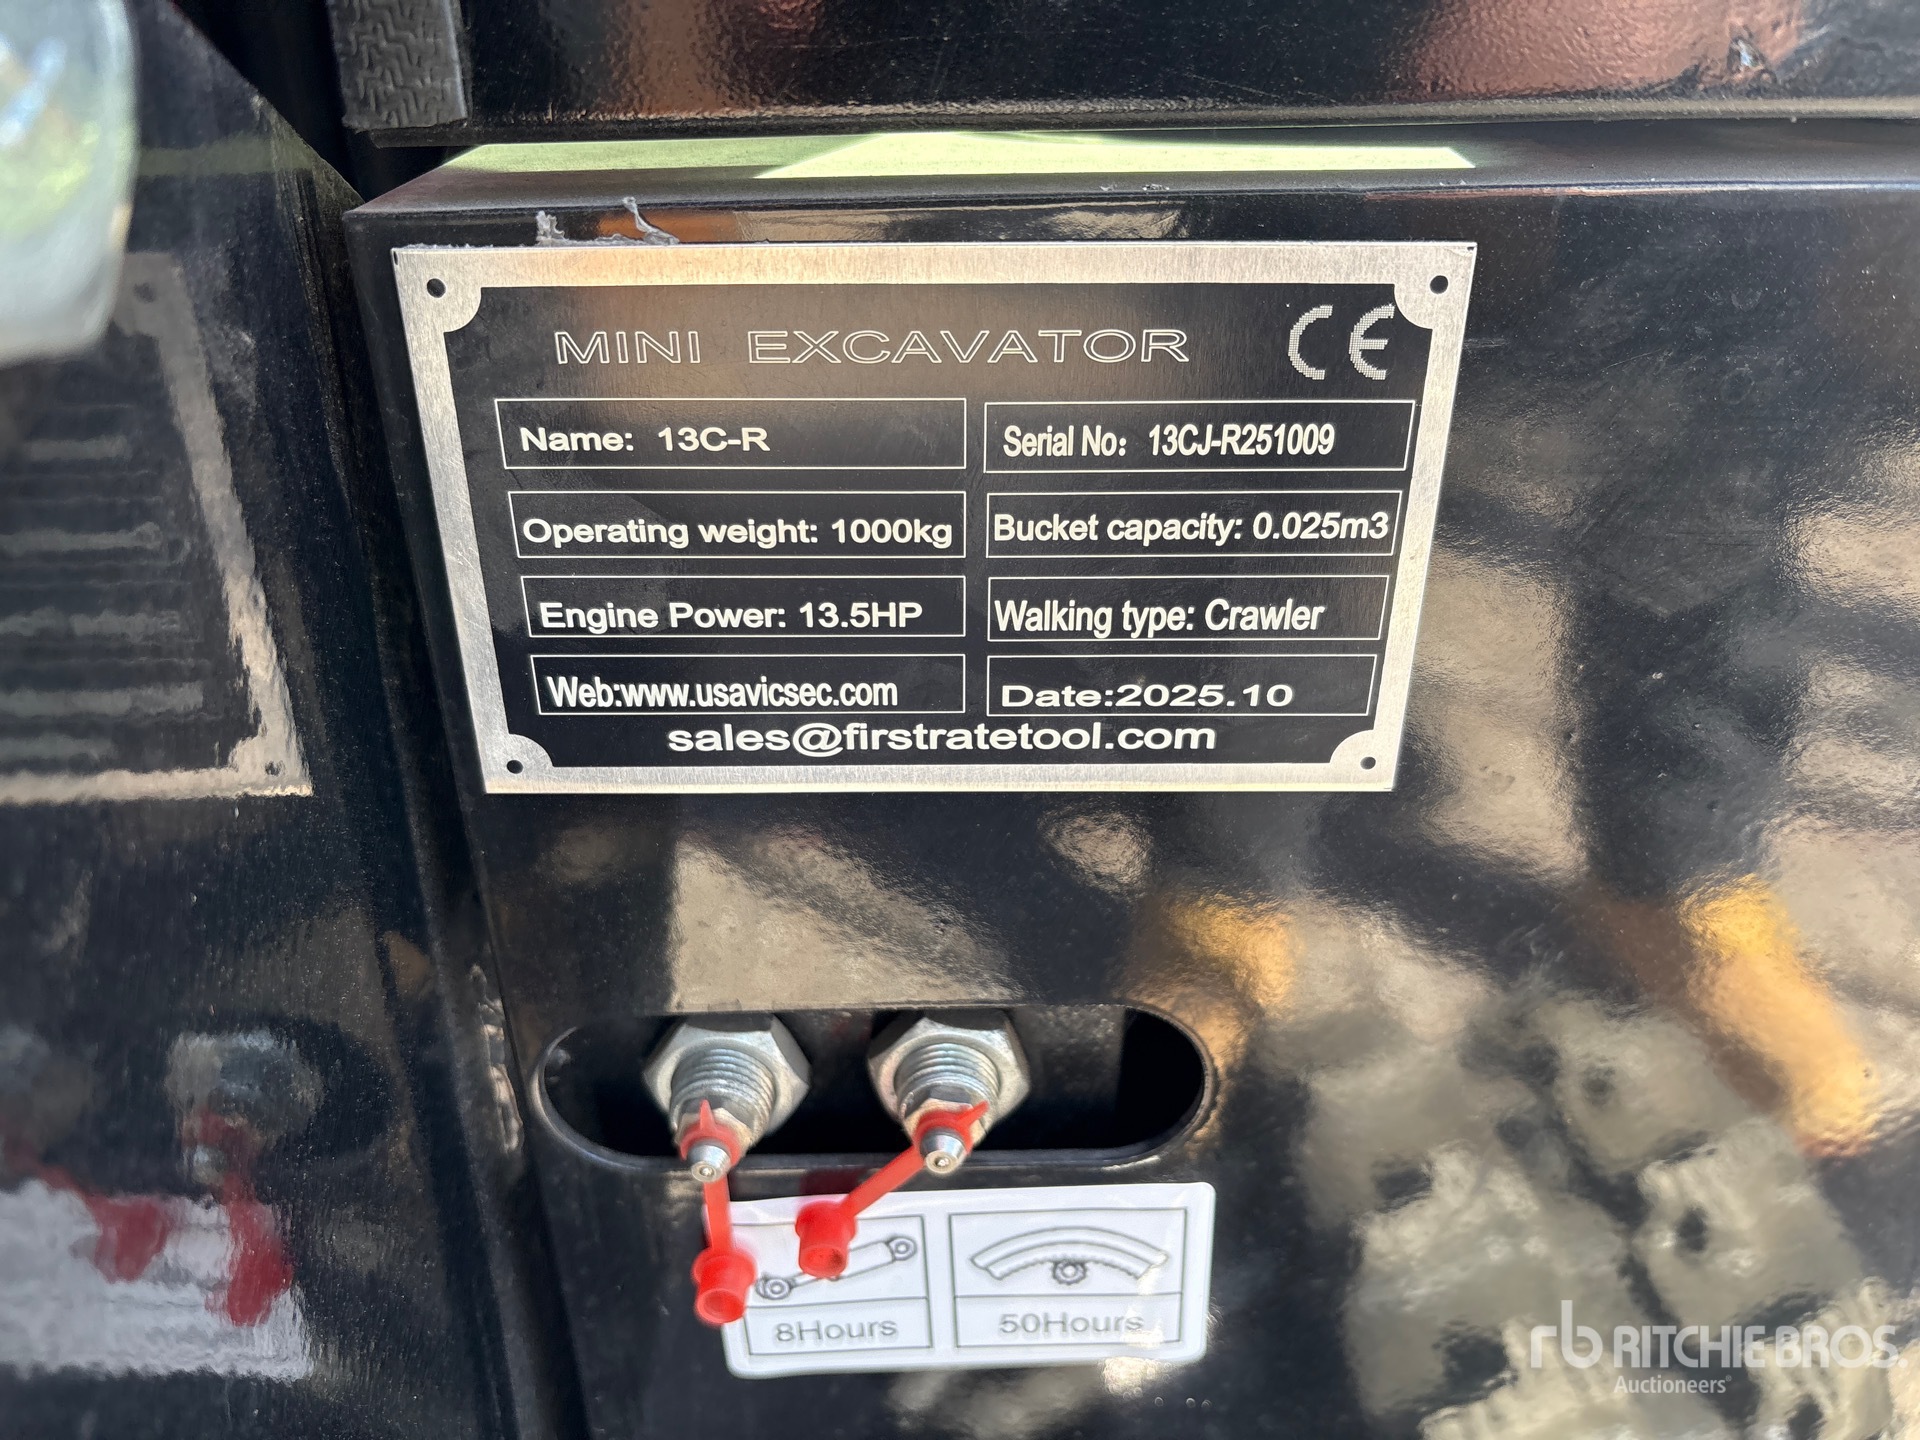 MINI EXCAVATOR CE
Name: 13C-R
Serial No: 13CJ-R251009
Operating weight: 1000kg
Bucket capacity: 0.025m3
Engine Power: 13.5HP
Walking type: Crawler
Web:www.usavicsec.com
Date:2025.10
sales@firstratetool.com
8Hours
50Hours
rb RITCHIE BROS.
Auctioneers